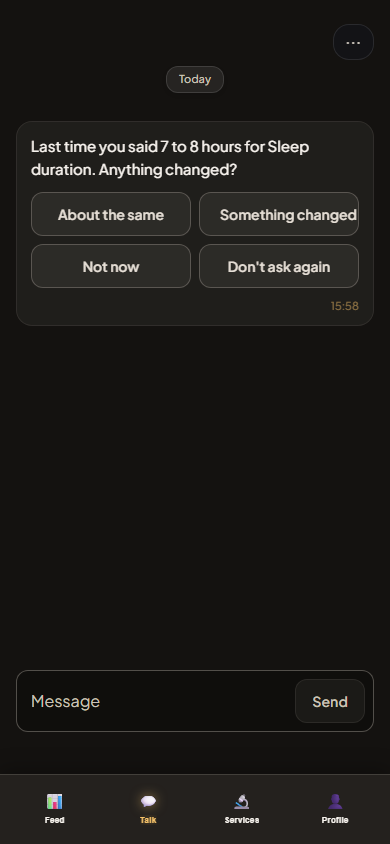 ...
Today
Last time you said 7 to 8 hours for Sleep
duration. Anything changed?
About the same
Something changed
Not now
Don't ask again
15:58
Message
Send
Feed
Talk
Services
Profile